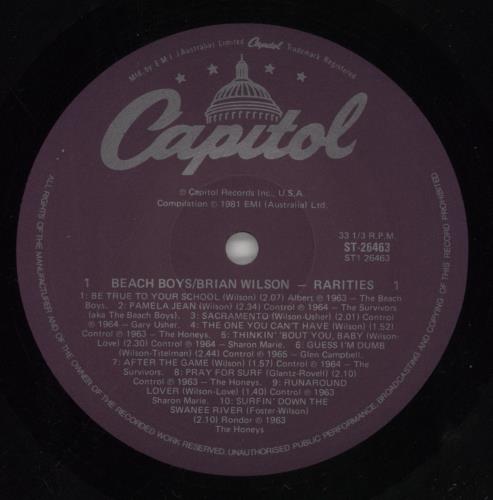 Mfd. by E M I (Australia) Limited Capitol Trademark Registered
Capitol
℗ Capitol Records Inc., U.S.A.
Compilation ℗ 1981 EMI (Australia) Ltd.
33 1/3 R.P.M.
ST-26463
ST1 26463
1 BEACH BOYS/BRIAN WILSON — RARITIES 1
1: BE TRUE TO YOUR SCHOOL (Wilson) (2.07) Albert ℗ 1963 — The Beach
Boys. 2: PAMELA JEAN (Wilson) (2.34) Control ℗ 1964 — The Survivors
(aka The Beach Boys). 3: SACRAMENTO (Wilson-Usher) (2.01) Control ℗
1964 — Gary Usher. 4: THE ONE YOU CAN'T HAVE (Wilson) (1.52)
Control ℗ 1963 — The Honeys. 5: THINKIN' 'BOUT YOU, BABY (Wilson-
Love) (2.30) Control ℗ 1964 — Sharon Marie. 6: GUESS I'M DUMB
(Wilson-Titelman) (2.44) Control ℗ 1965 — Glen Campbell.
7: AFTER THE GAME (Wilson) (1.57) Control ℗ 1964 — The
Survivors. 8: PRAY FOR SURF (Glantz-Rovell) (2.10)
Control ℗ 1963 — The Honeys. 9: RUNAROUND
LOVER (Wilson-Love) (1.40) Control ℗ 1963
Sharon Marie. 10: SURFIN' DOWN THE
SWANEE RIVER (Foster-Wilson)
(2.10) Rondor ℗ 1963
The Honeys
ALL RIGHTS OF THE MANUFACTURER AND OF THE OWNER OF THE RECORDED WORK RESERVED. UNAUTHORISED PUBLIC PERFORMANCE, BROADCASTING AND COPYING OF THIS RECORD PROHIBITED.